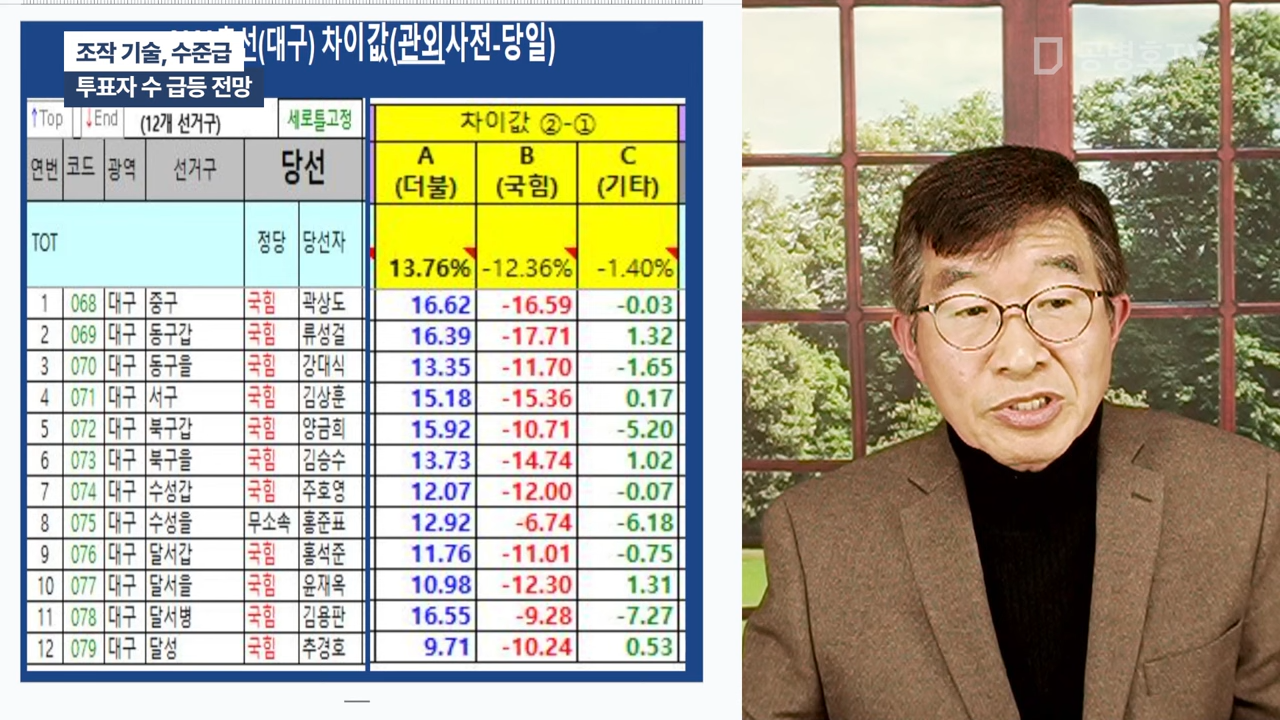 조작 기술, 수준급
투표자 수 급등 전망
선(대구) 차이값(관외사전-당일)
공병호TV
↑Top ↓End (12개 선거구) 세로틀고정
차이값 ②-①
연번 코드 광역 선거구 당선 A (더불) B (국힘) C (기타)
TOT 정당 당선자 13.76% -12.36% -1.40%
1 068 대구 중구 국힘 곽상도 16.62 -16.59 -0.03
2 069 대구 동구갑 국힘 류성걸 16.39 -17.71 1.32
3 070 대구 동구을 국힘 강대식 13.35 -11.70 -1.65
4 071 대구 서구 국힘 김상훈 15.18 -15.36 0.17
5 072 대구 북구갑 국힘 양금희 15.92 -10.71 -5.20
6 073 대구 북구을 국힘 김승수 13.73 -14.74 1.02
7 074 대구 수성갑 국힘 주호영 12.07 -12.00 -0.07
8 075 대구 수성을 무소속 홍준표 12.92 -6.74 -6.18
9 076 대구 달서갑 국힘 홍석준 11.76 -11.01 -0.75
10 077 대구 달서을 국힘 윤재옥 10.98 -12.30 1.31
11 078 대구 달서병 국힘 김용판 16.55 -9.28 -7.27
12 079 대구 달성 국힘 추경호 9.71 -10.24 0.53